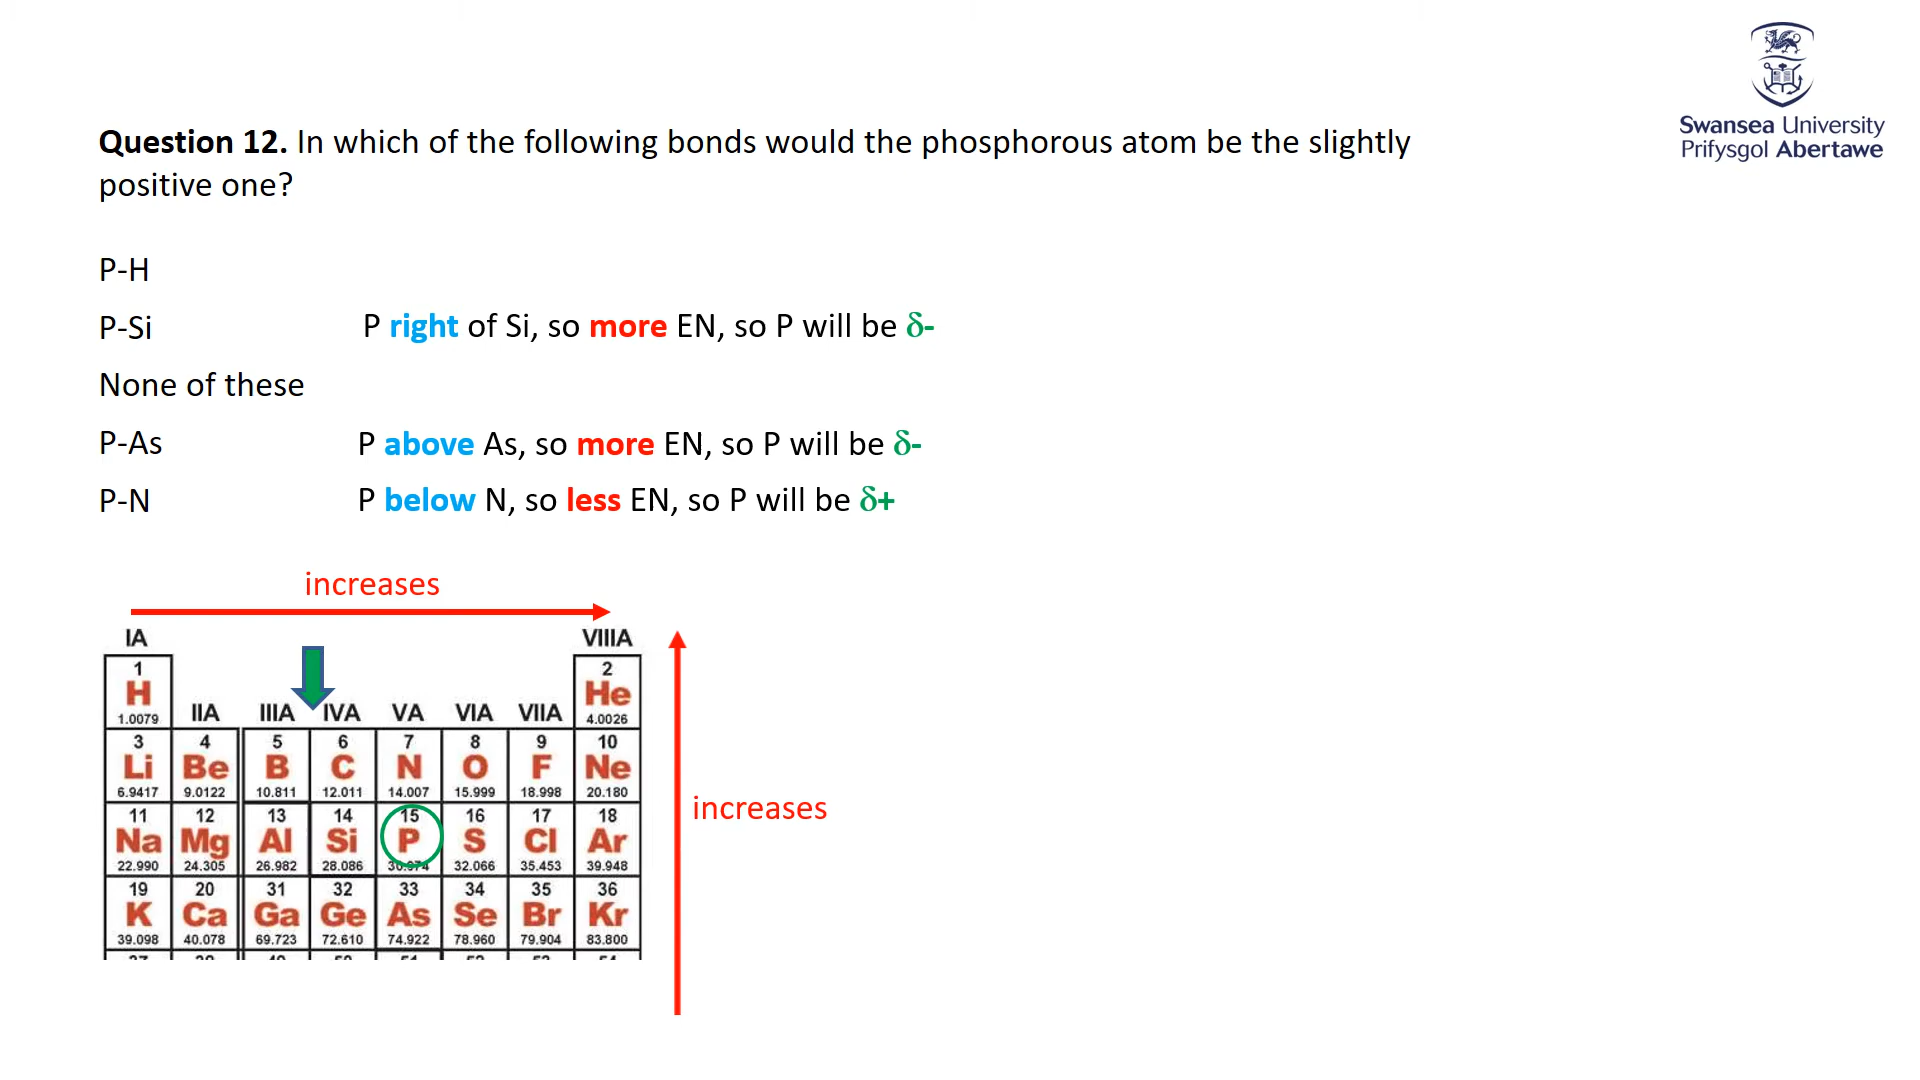 Swansea University
Prifysgol Abertawe
Question 12. In which of the following bonds would the phosphorous atom be the slightly
positive one?
P-H
P-Si P right of Si, so more EN, so P will be δ-
None of these
P-As P above As, so more EN, so P will be δ-
P-N P below N, so less EN, so P will be δ+
increases
IA VIIIA
1 2
H He
1.0079 4.0026
IIA IIIA IVA VA VIA VIIA
3 4 5 6 7 8 9 10
Li Be B C N O F Ne
6.9417 9.0122 10.811 12.011 14.007 15.999 18.998 20.180
11 12 13 14 15 16 17 18
Na Mg Al Si P S Cl Ar
22.990 24.305 26.982 28.086 30.974 32.066 35.453 39.948
19 20 31 32 33 34 35 36
K Ca Ga Ge As Se Br Kr
39.098 40.078 69.723 72.610 74.922 78.960 79.904 83.800
increases